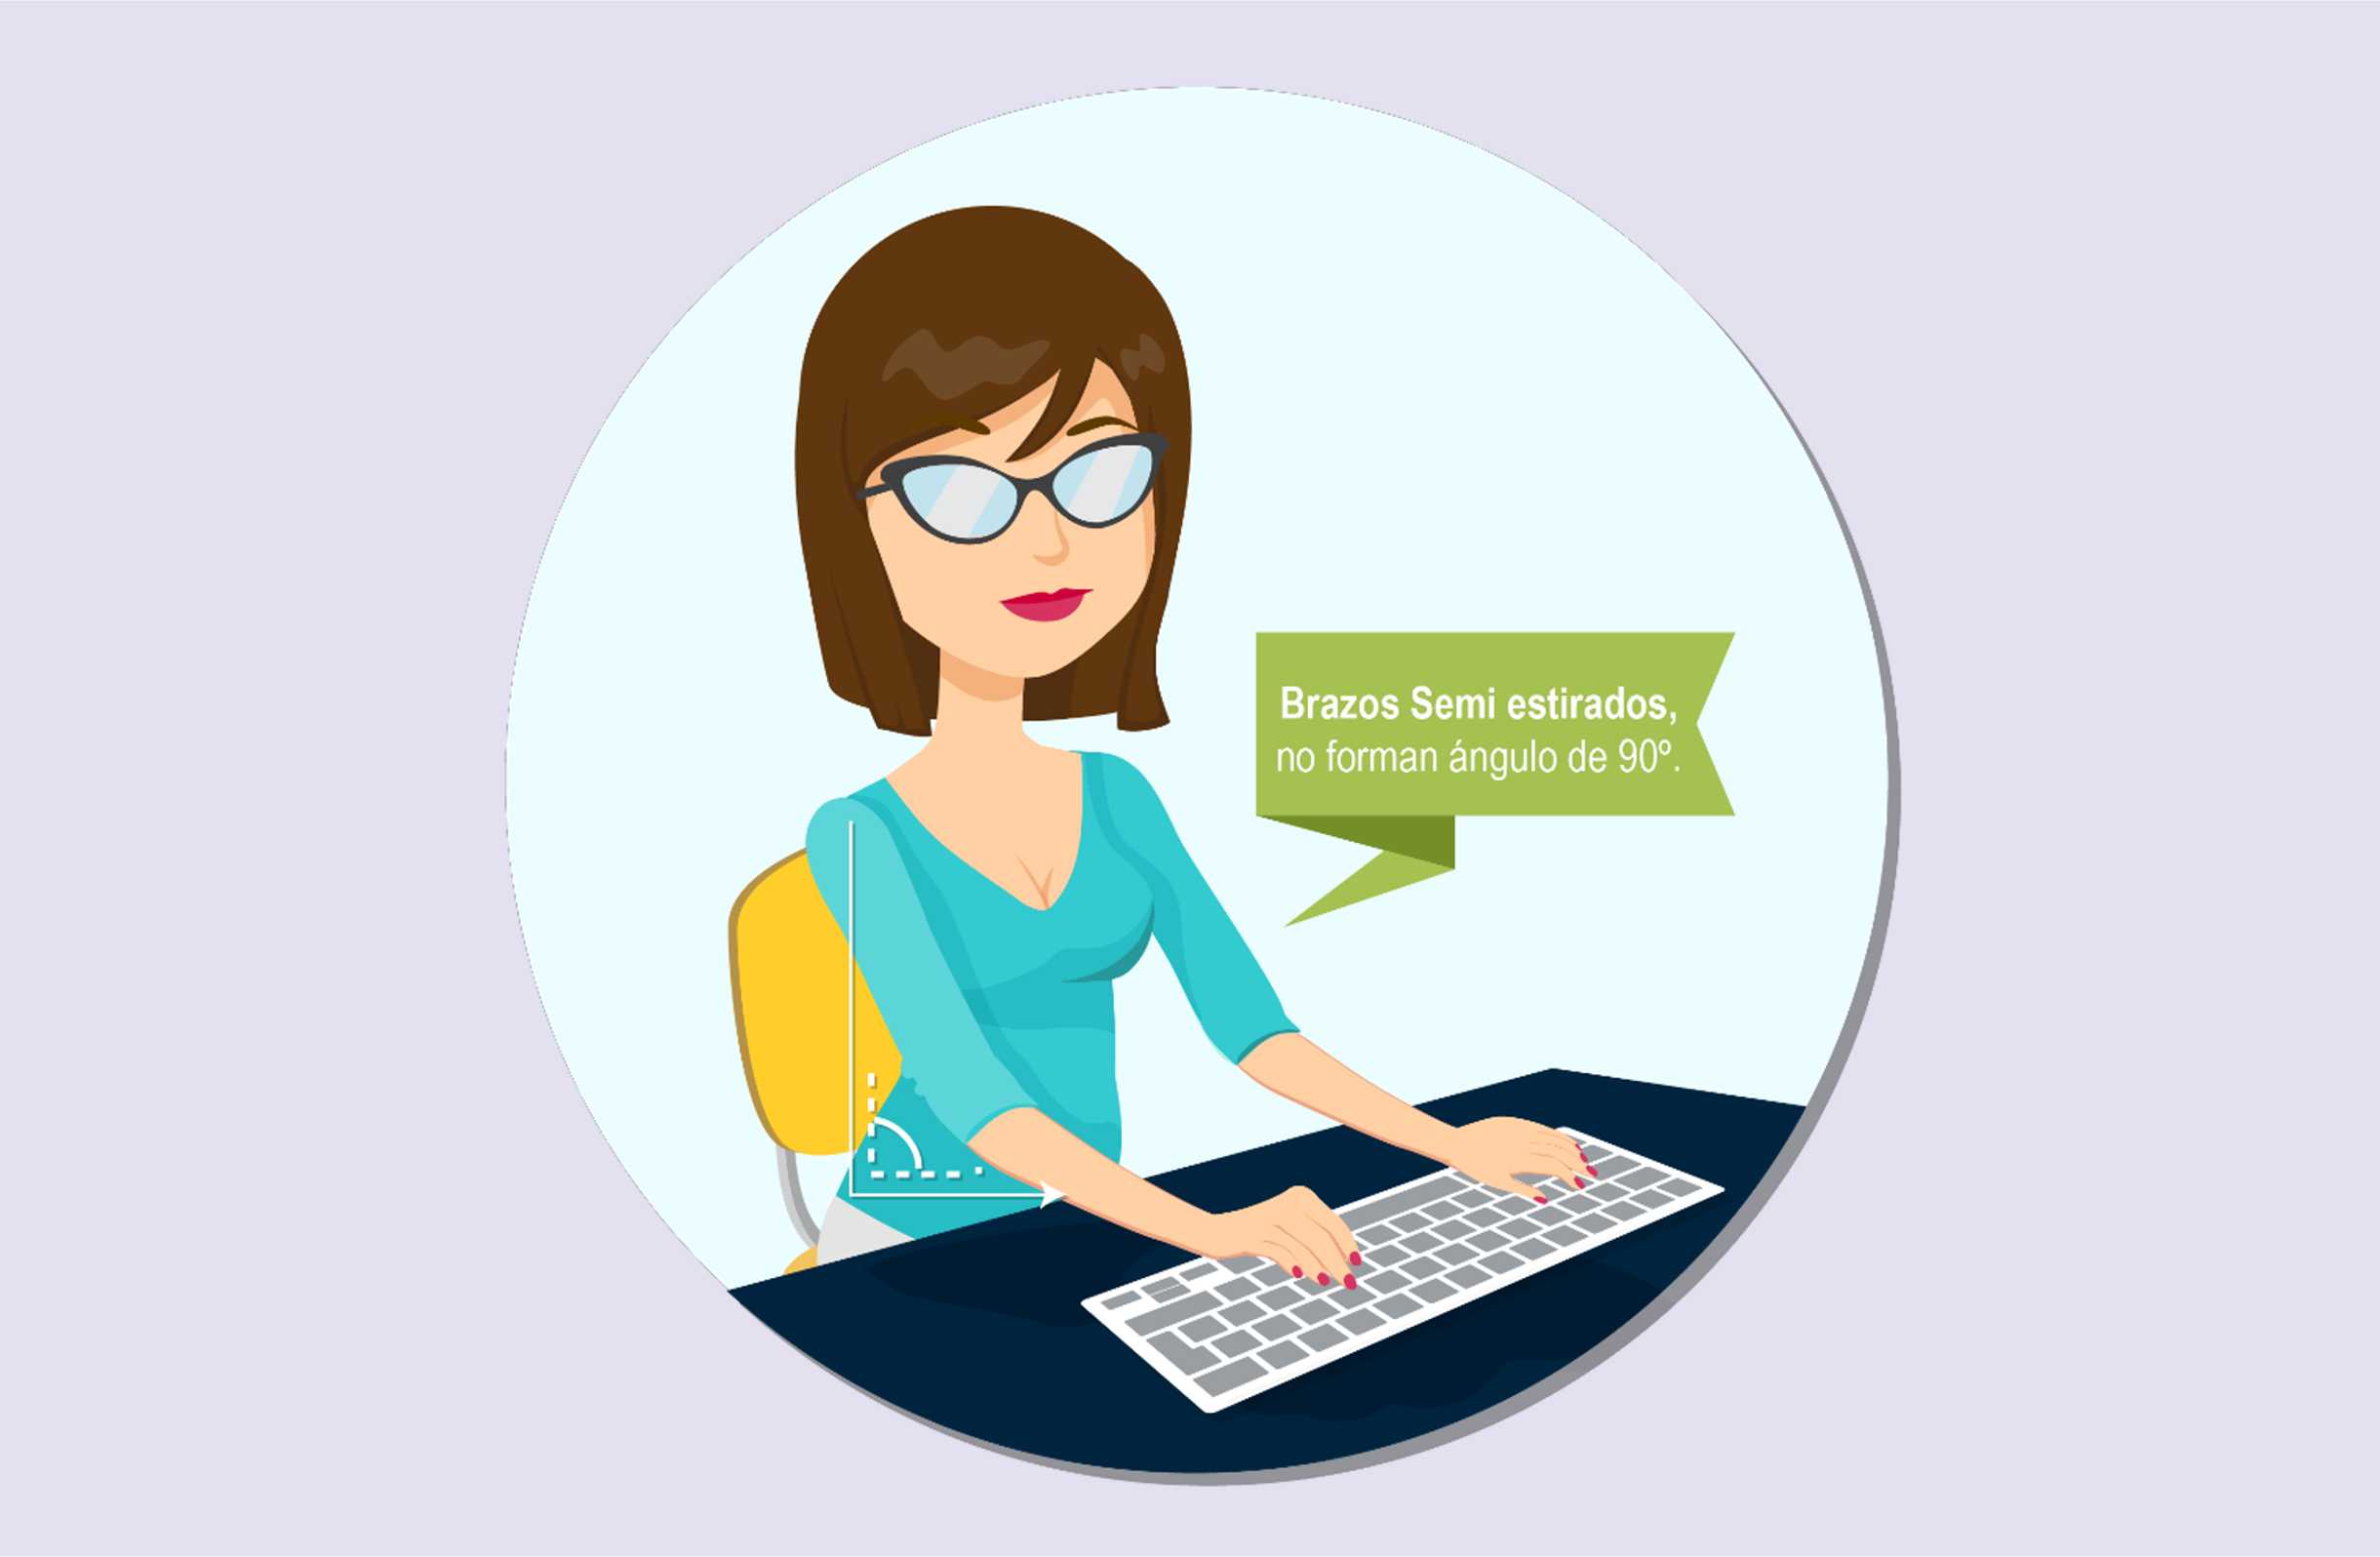 Brazos Semi estirados,
no forman ángulo de 90º.